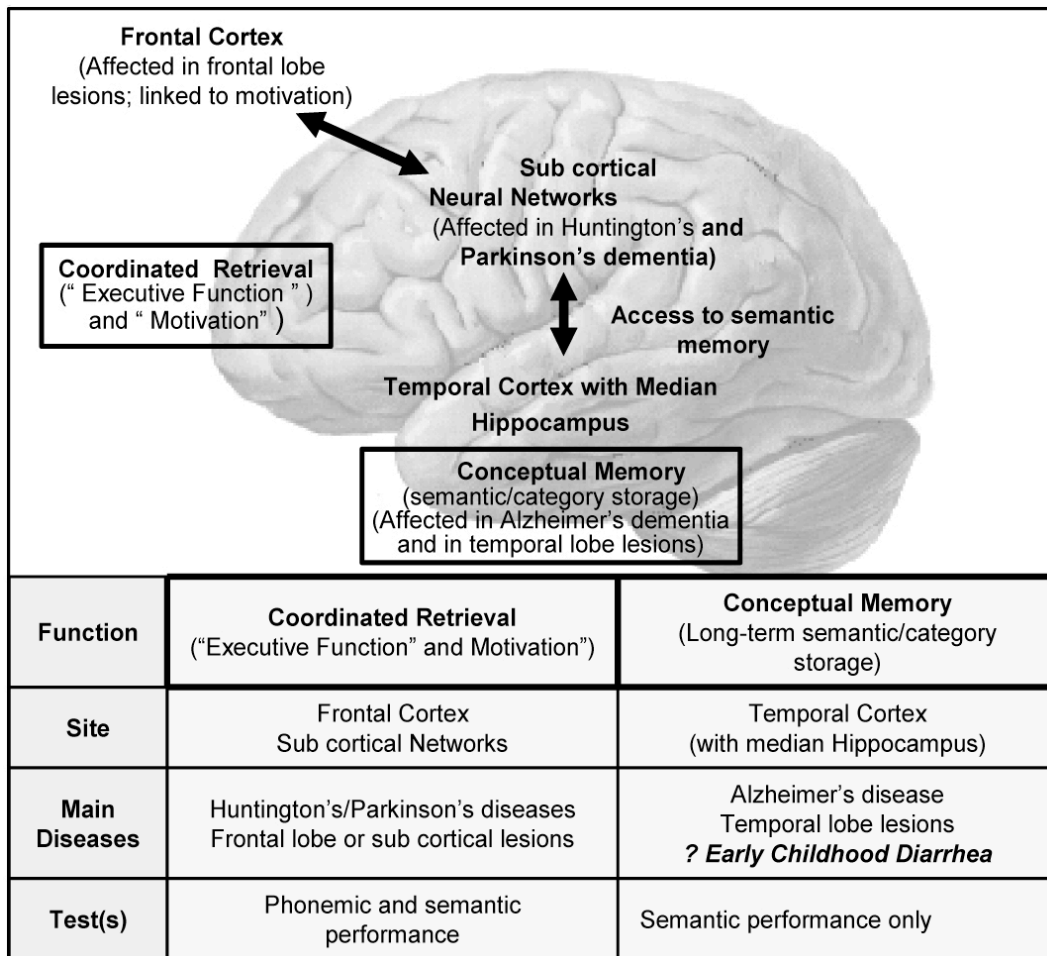 Frontal Cortex
(Affected in frontal lobe
lesions; linked to motivation)
Sub cortical
Neural Networks
(Affected in Huntington's and
Parkinson's dementia)
Coordinated Retrieval
(“ Executive Function ” )
and “ Motivation” )
Access to semantic
memory
Temporal Cortex with Median
Hippocampus
Conceptual Memory
(semantic/category storage)
(Affected in Alzheimer's dementia
and in temporal lobe lesions)
Function
Coordinated Retrieval
(“Executive Function” and Motivation”)
Conceptual Memory
(Long-term semantic/category
storage)
Site
Frontal Cortex
Sub cortical Networks
Temporal Cortex
(with median Hippocampus)
Main
Diseases
Huntington's/Parkinson's diseases
Frontal lobe or sub cortical lesions
Alzheimer's disease
Temporal lobe lesions
? Early Childhood Diarrhea
Test(s)
Phonemic and semantic
performance
Semantic performance only